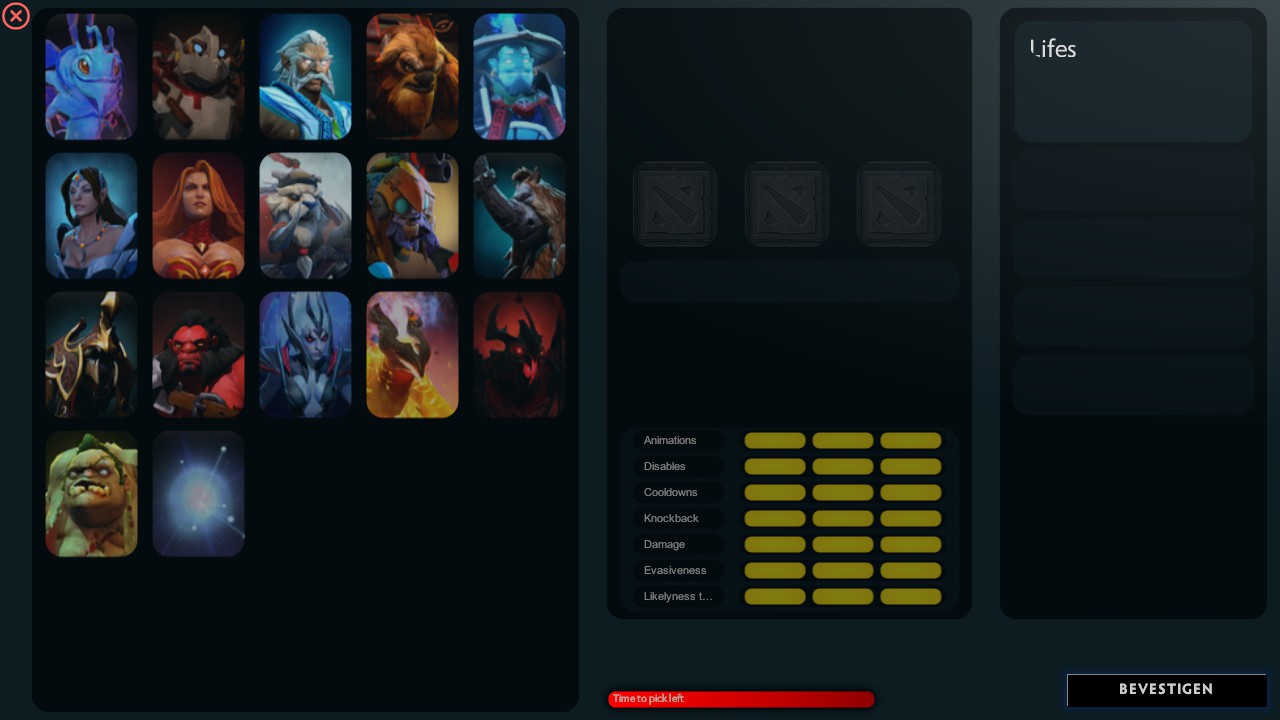 Lifes
Animations
Disables
Cooldowns
Knockback
Damage
Evasiveness
Likelyness t...
Time to pick left
BEVESTIGEN